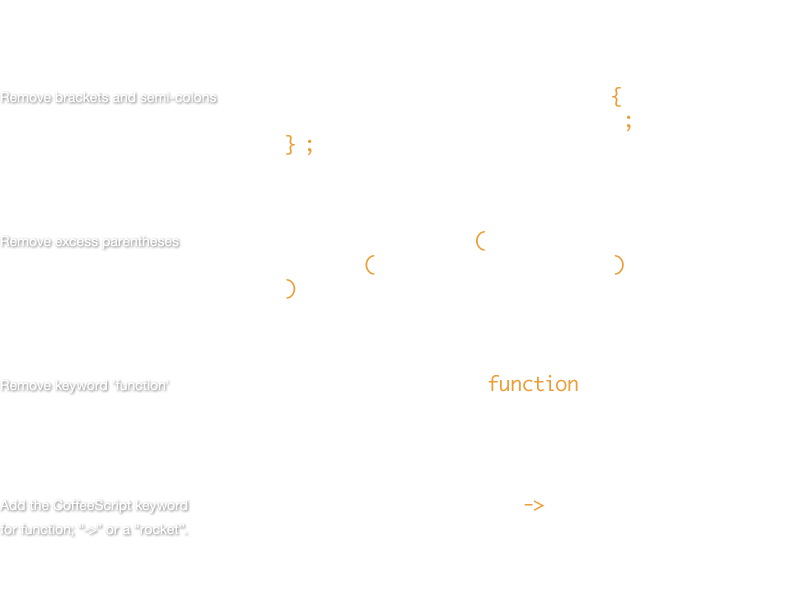 Remove brackets and semi-colons {
;
} ;
Remove excess parentheses (
( )
)
Remove keyword 'function' function
Add the CoffeeScript keyword ->
for function; "->" or a "rocket".